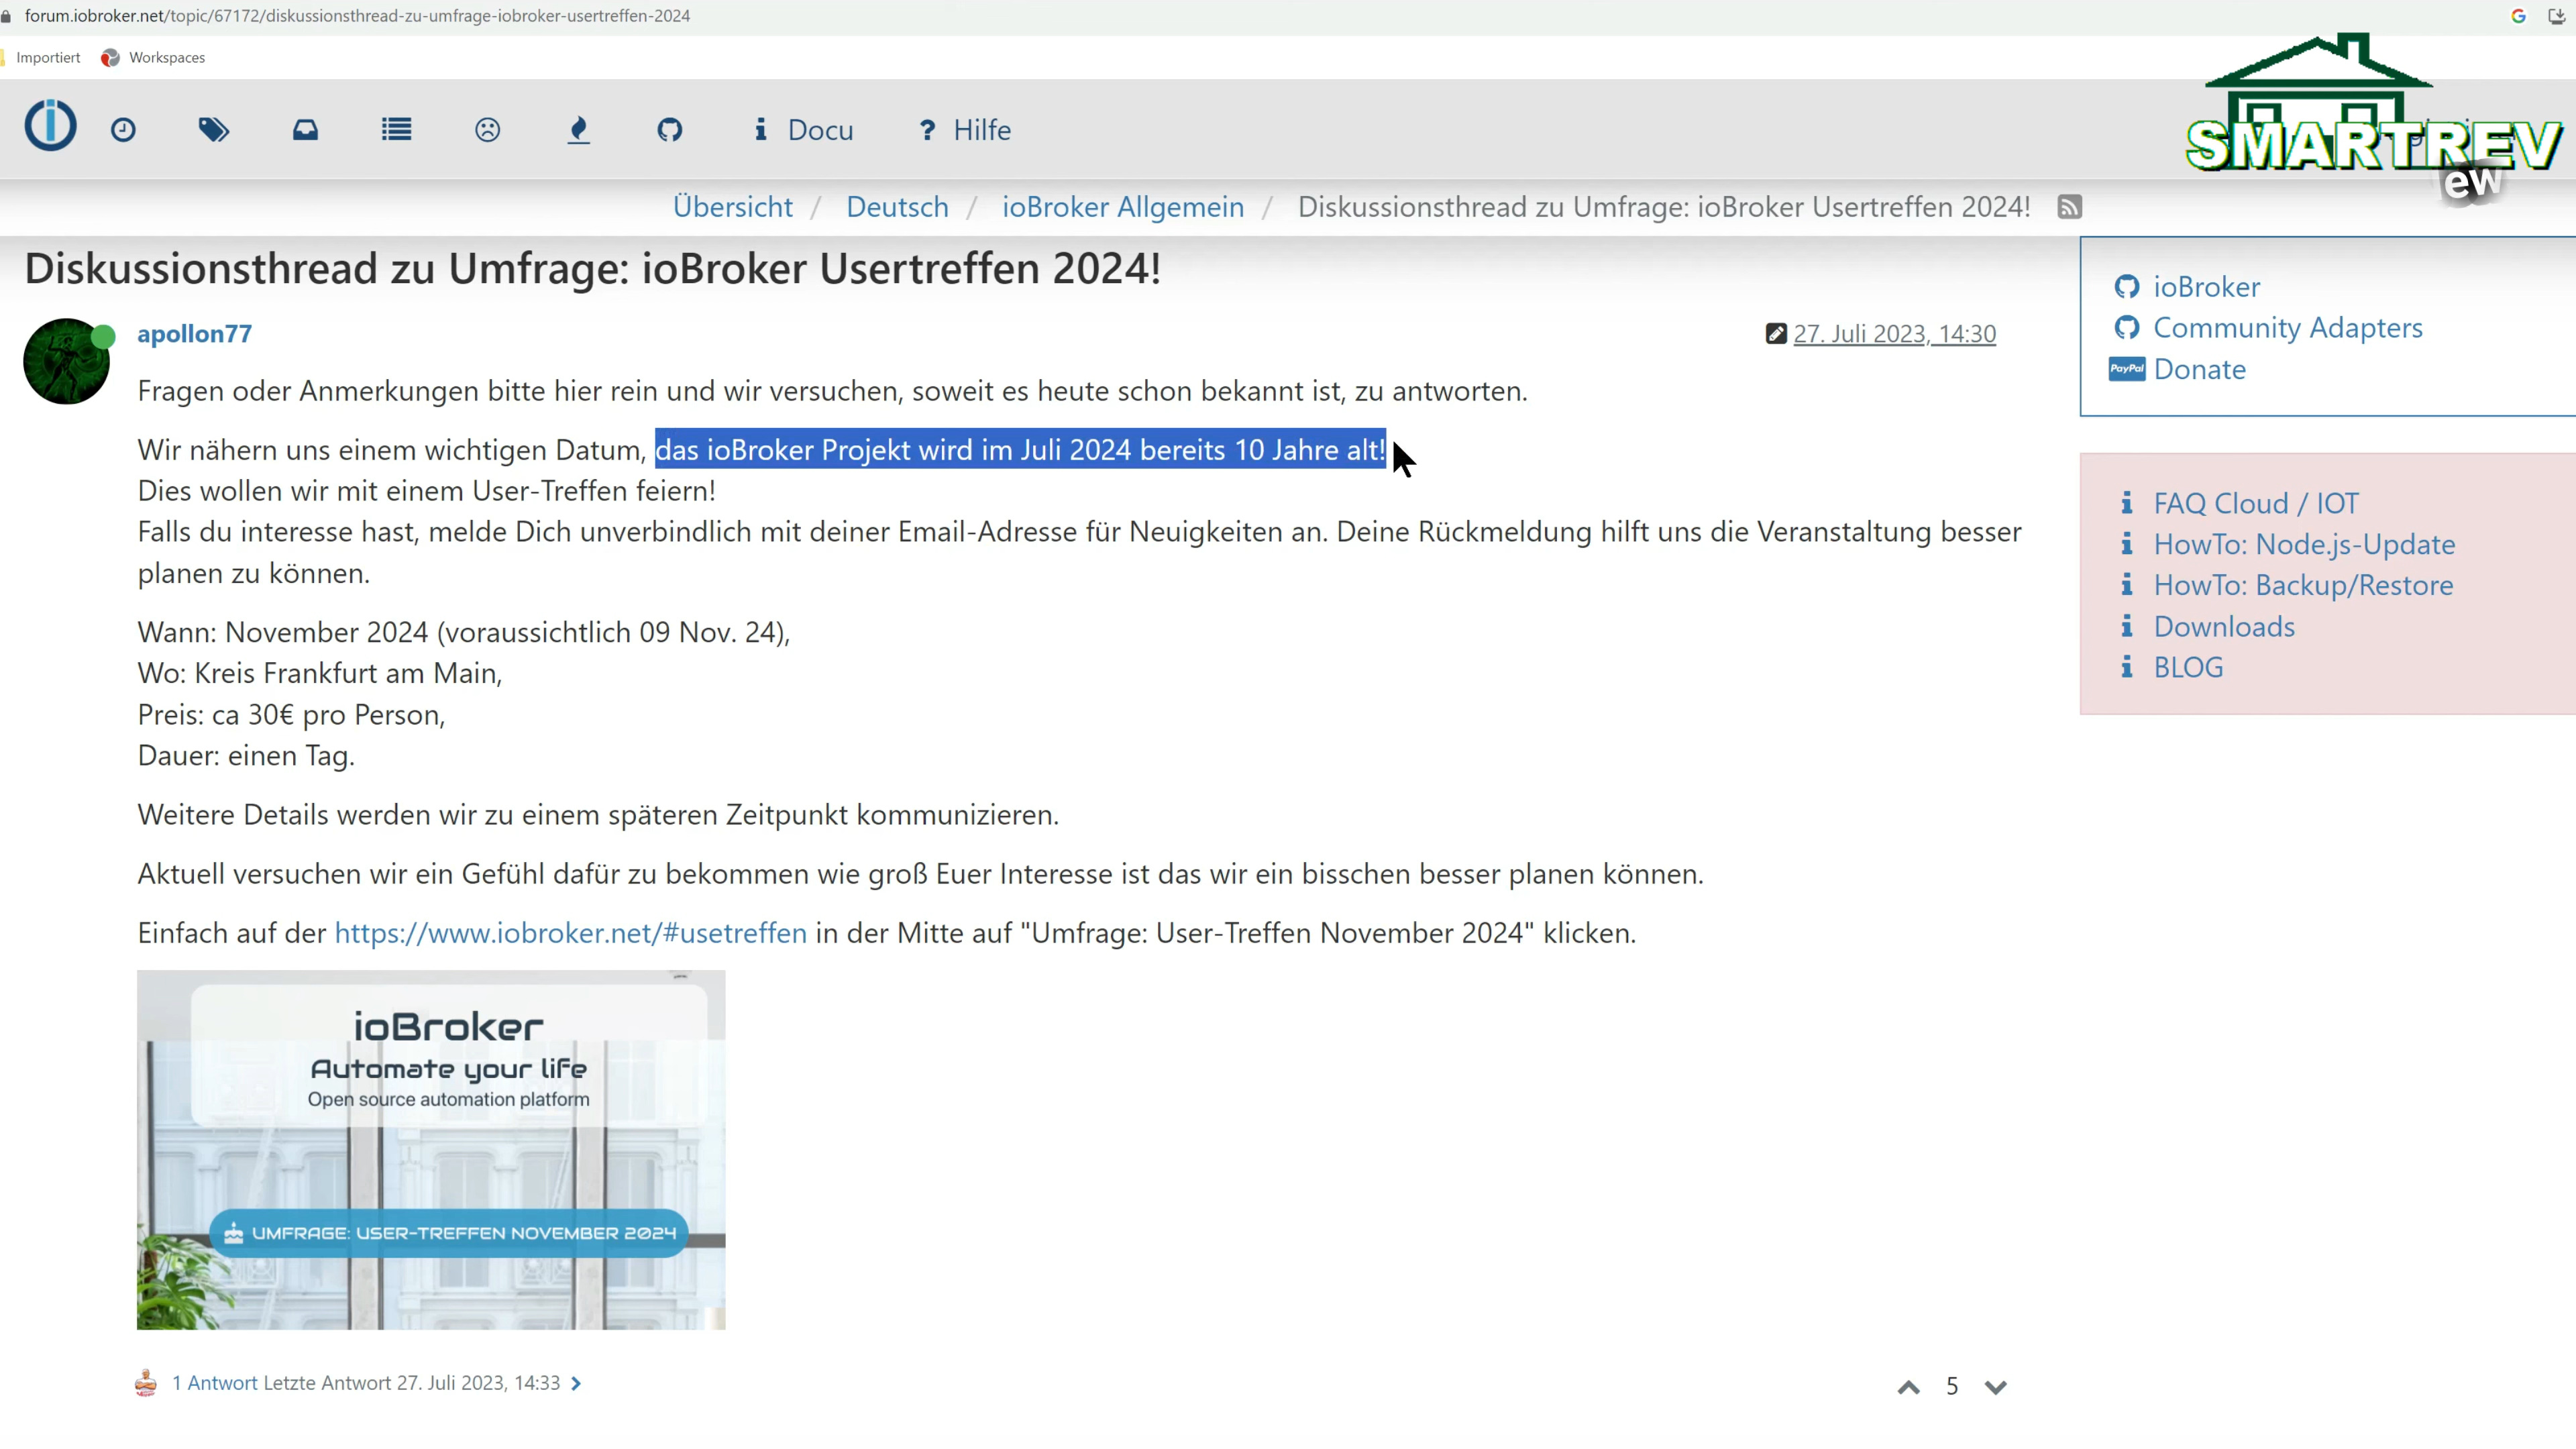 forum.iobroker.net/topic/67172/diskussionsthread-zu-umfrage-iobroker-usertreffen-2024
Importiert Workspaces
Docu ? Hilfe
SMARTREV
ew
Übersicht / Deutsch / ioBroker Allgemein / Diskussionsthread zu Umfrage: ioBroker Usertreffen 2024!
Diskussionsthread zu Umfrage: ioBroker Usertreffen 2024!
apollon77
27. Juli 2023, 14:30
Fragen oder Anmerkungen bitte hier rein und wir versuchen, soweit es heute schon bekannt ist, zu antworten.
Wir nähern uns einem wichtigen Datum, das ioBroker Projekt wird im Juli 2024 bereits 10 Jahre alt!
Dies wollen wir mit einem User-Treffen feiern!
Falls du interesse hast, melde Dich unverbindlich mit deiner Email-Adresse für Neuigkeiten an. Deine Rückmeldung hilft uns die Veranstaltung besser
planen zu können.
Wann: November 2024 (voraussichtlich 09 Nov. 24),
Wo: Kreis Frankfurt am Main,
Preis: ca 30€ pro Person,
Dauer: einen Tag.
Weitere Details werden wir zu einem späteren Zeitpunkt kommunizieren.
Aktuell versuchen wir ein Gefühl dafür zu bekommen wie groß Euer Interesse ist das wir ein bisschen besser planen können.
Einfach auf der https://www.iobroker.net/#usetreffen in der Mitte auf "Umfrage: User-Treffen November 2024" klicken.
ioBroker
Automate your life
Open source automation platform
UMFRAGE: USER-TREFFEN NOVEMBER 2024
1 Antwort Letzte Antwort 27. Juli 2023, 14:33
5
ioBroker
Community Adapters
PayPal Donate
FAQ Cloud / IOT
HowTo: Node.js-Update
HowTo: Backup/Restore
Downloads
BLOG